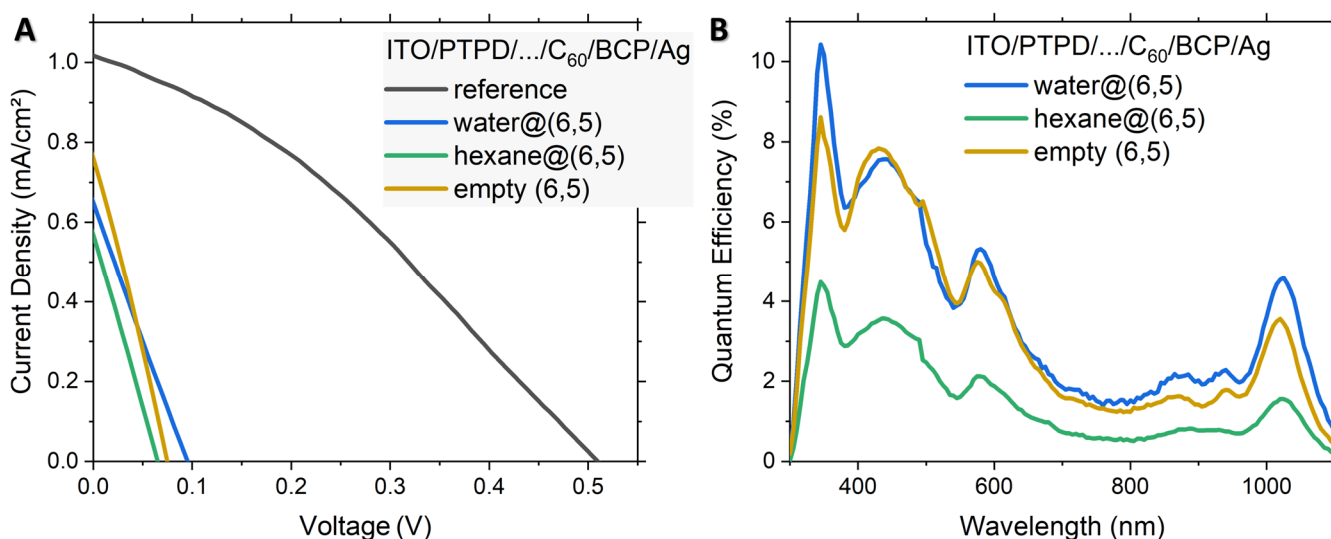 A
ITO/PTPD/.../C₆₀/BCP/Ag
reference
water@(6,5)
hexane@(6,5)
empty (6,5)
Current Density (mA/cm²)
1.0
0.8
0.6
0.4
0.2
0.0
0.0 0.1 0.2 0.3 0.4 0.5
Voltage (V)
B
ITO/PTPD/.../C₆₀/BCP/Ag
water@(6,5)
hexane@(6,5)
empty (6,5)
Quantum Efficiency (%)
10
8
6
4
2
0
400 600 800 1000
Wavelength (nm)